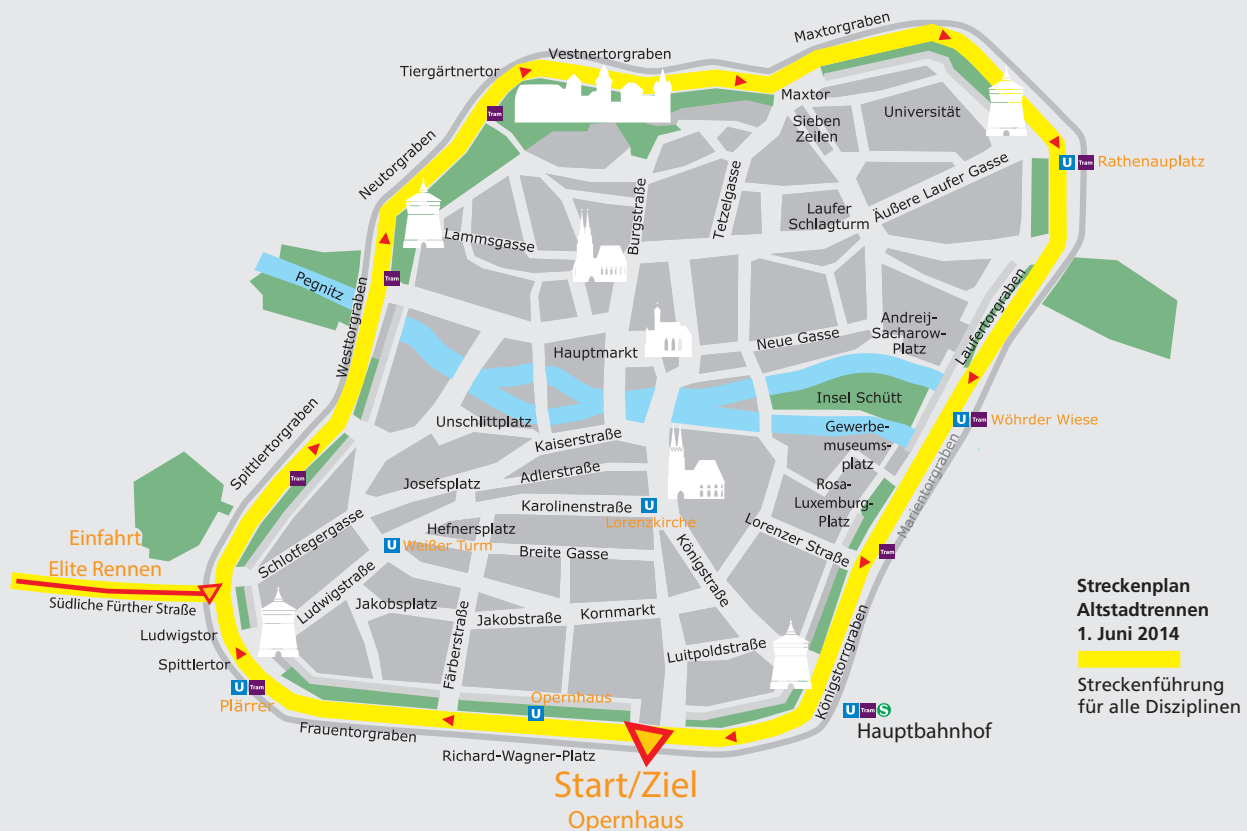 Maxtorgraben
Vestnertorgraben
Tiergärtnertor
Maxtor
Universität
Sieben
Zeilen
Tram
Neutorgraben
U Tram Rathenauplatz
Äußere Laufer Gasse
Tetzelgasse
Burgstraße
Laufer
Schlagturm
Lammsgasse
Tram
Pegnitz
Westtorgraben
Laufertorgraben
Andreij-
Sacharow-
Platz
Neue Gasse
Hauptmarkt
Insel Schütt
Unschlittplatz
Kaiserstraße
Gewerbe-
museums-
platz
U Tram Wöhrder Wiese
Spittlertorgraben
Marientorgraben
Adlerstraße
Josefsplatz
Tram
Rosa-
Luxemburg-
Platz
Karolinenstraße
U
Lorenzkirche
Hefnersplatz
Lorenzer Straße
Königstraße
Einfahrt
Elite Rennen
Schlotfegergasse
U Weißer Turm
Breite Gasse
Tram
Südliche Fürther Straße
Ludwigstraße
Jakobsplatz
Jakobstraße
Kornmarkt
Streckenplan
Altstadtrennen
1. Juni 2014
Ludwigstor
Spittlertor
Färberstraße
Luitpoldstraße
Königstorrgraben
Streckenführung
für alle Disziplinen
U Tram
Plärrer
Opernhaus
U
U Tram S
Hauptbahnhof
Frauentorgraben
Richard-Wagner-Platz
Start/Ziel
Opernhaus